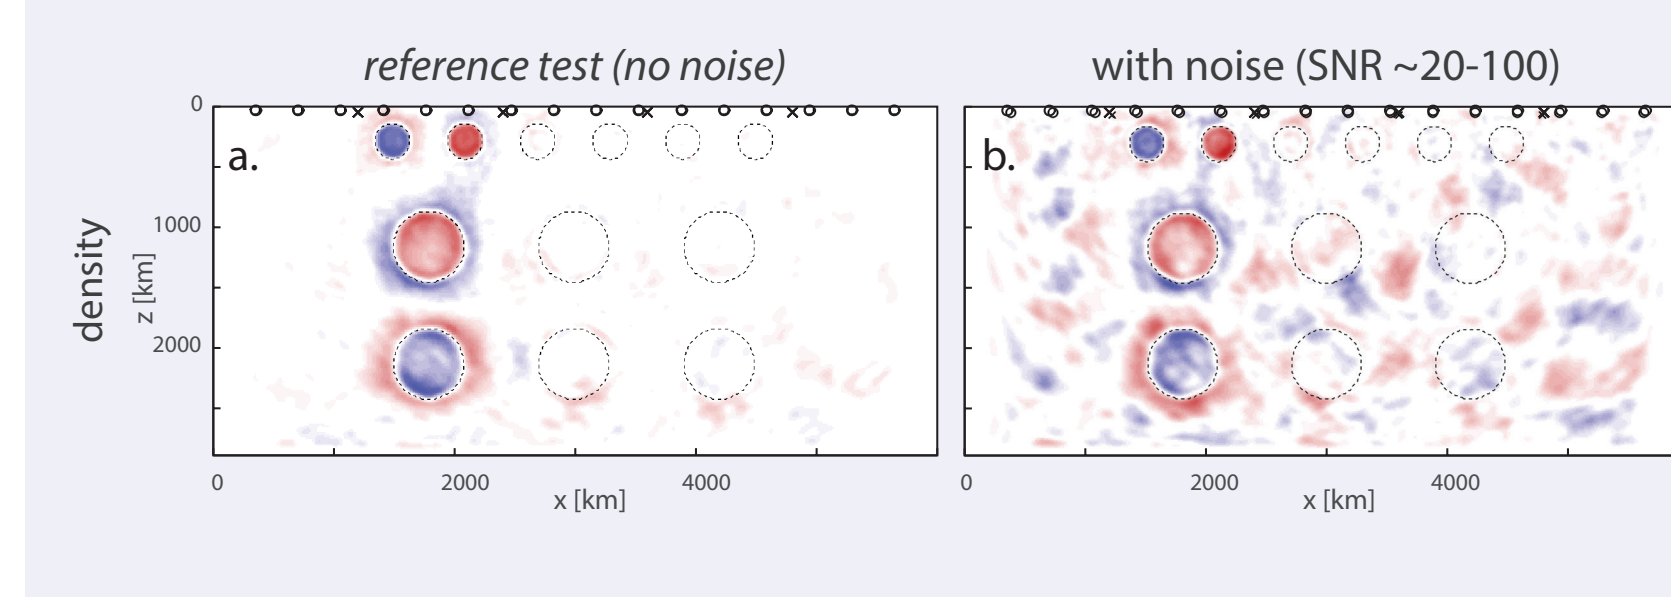 reference test (no noise)
with noise (SNR ~20-100)
density
z [km]
0
1000
2000
a.
0
2000
4000
x [km]
b.
0
2000
4000
x [km]